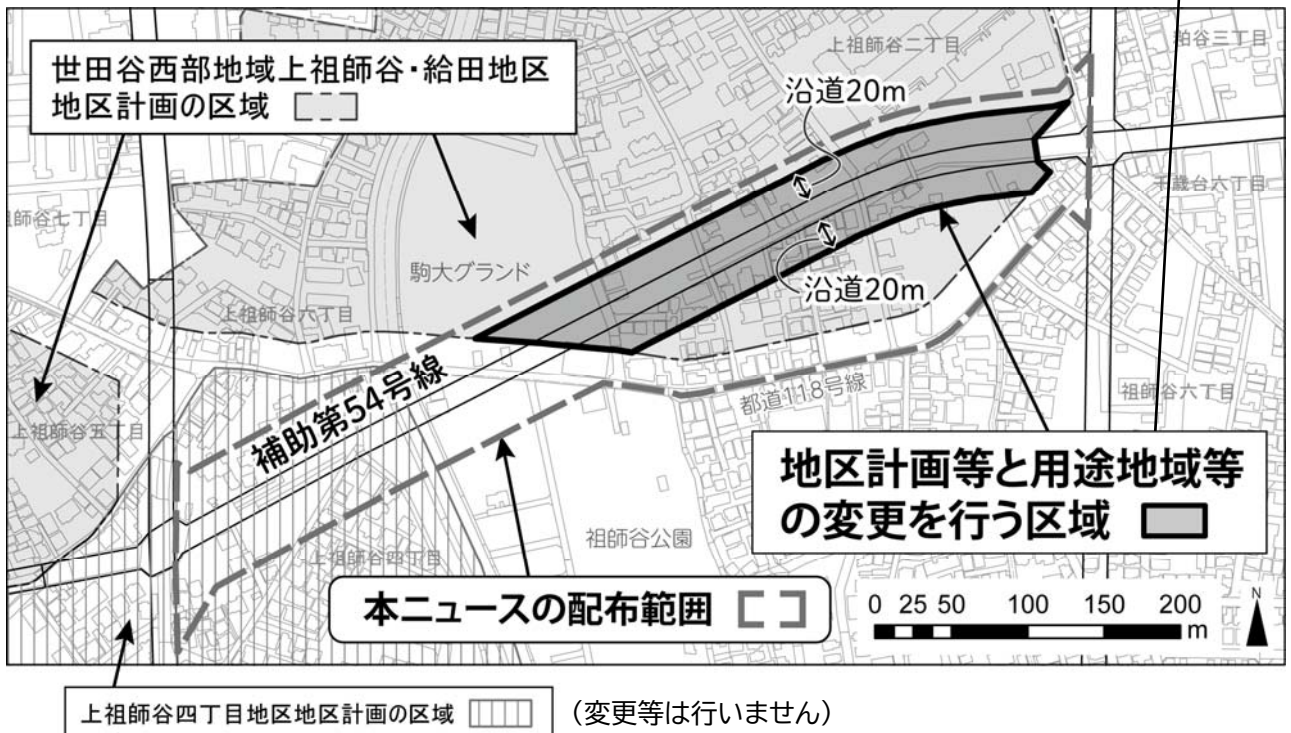 世田谷西部地域上祖師谷・給田地区
地区計画の区域
上祖師谷二丁目
粕谷三丁目
沿道20m
千歳台六丁目
祖師谷七丁目
駒大グランド
沿道20m
上祖師谷六丁目
補助第54号線
都道118号線
祖師谷六丁目
上祖師谷五丁目
地区計画等と用途地域等
の変更を行う区域
祖師谷公園
上祖師谷四丁目
本ニュースの配布範囲
0 25 50 100 150 200
m
N
上祖師谷四丁目地区地区計画の区域
（変更等は行いません）